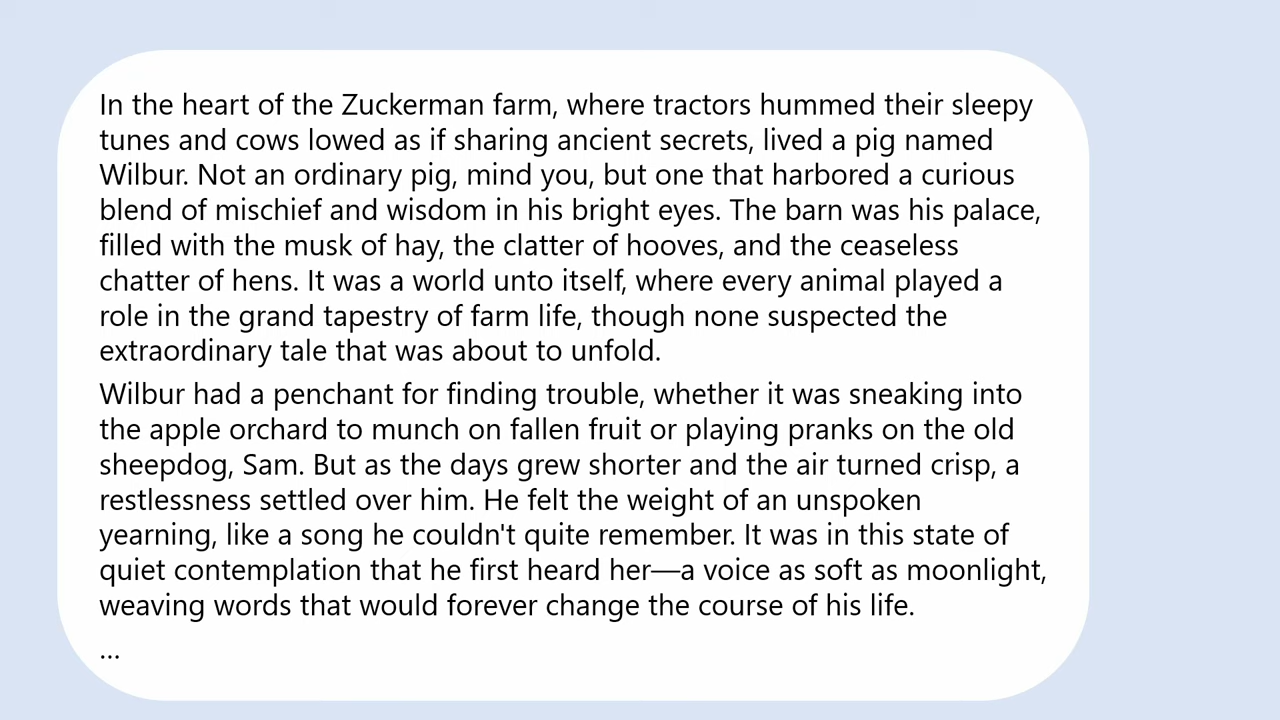 In the heart of the Zuckerman farm, where tractors hummed their sleepy
tunes and cows lowed as if sharing ancient secrets, lived a pig named
Wilbur. Not an ordinary pig, mind you, but one that harbored a curious
blend of mischief and wisdom in his bright eyes. The barn was his palace,
filled with the musk of hay, the clatter of hooves, and the ceaseless
chatter of hens. It was a world unto itself, where every animal played a
role in the grand tapestry of farm life, though none suspected the
extraordinary tale that was about to unfold.
Wilbur had a penchant for finding trouble, whether it was sneaking into
the apple orchard to munch on fallen fruit or playing pranks on the old
sheepdog, Sam. But as the days grew shorter and the air turned crisp, a
restlessness settled over him. He felt the weight of an unspoken
yearning, like a song he couldn't quite remember. It was in this state of
quiet contemplation that he first heard her—a voice as soft as moonlight,
weaving words that would forever change the course of his life.
...